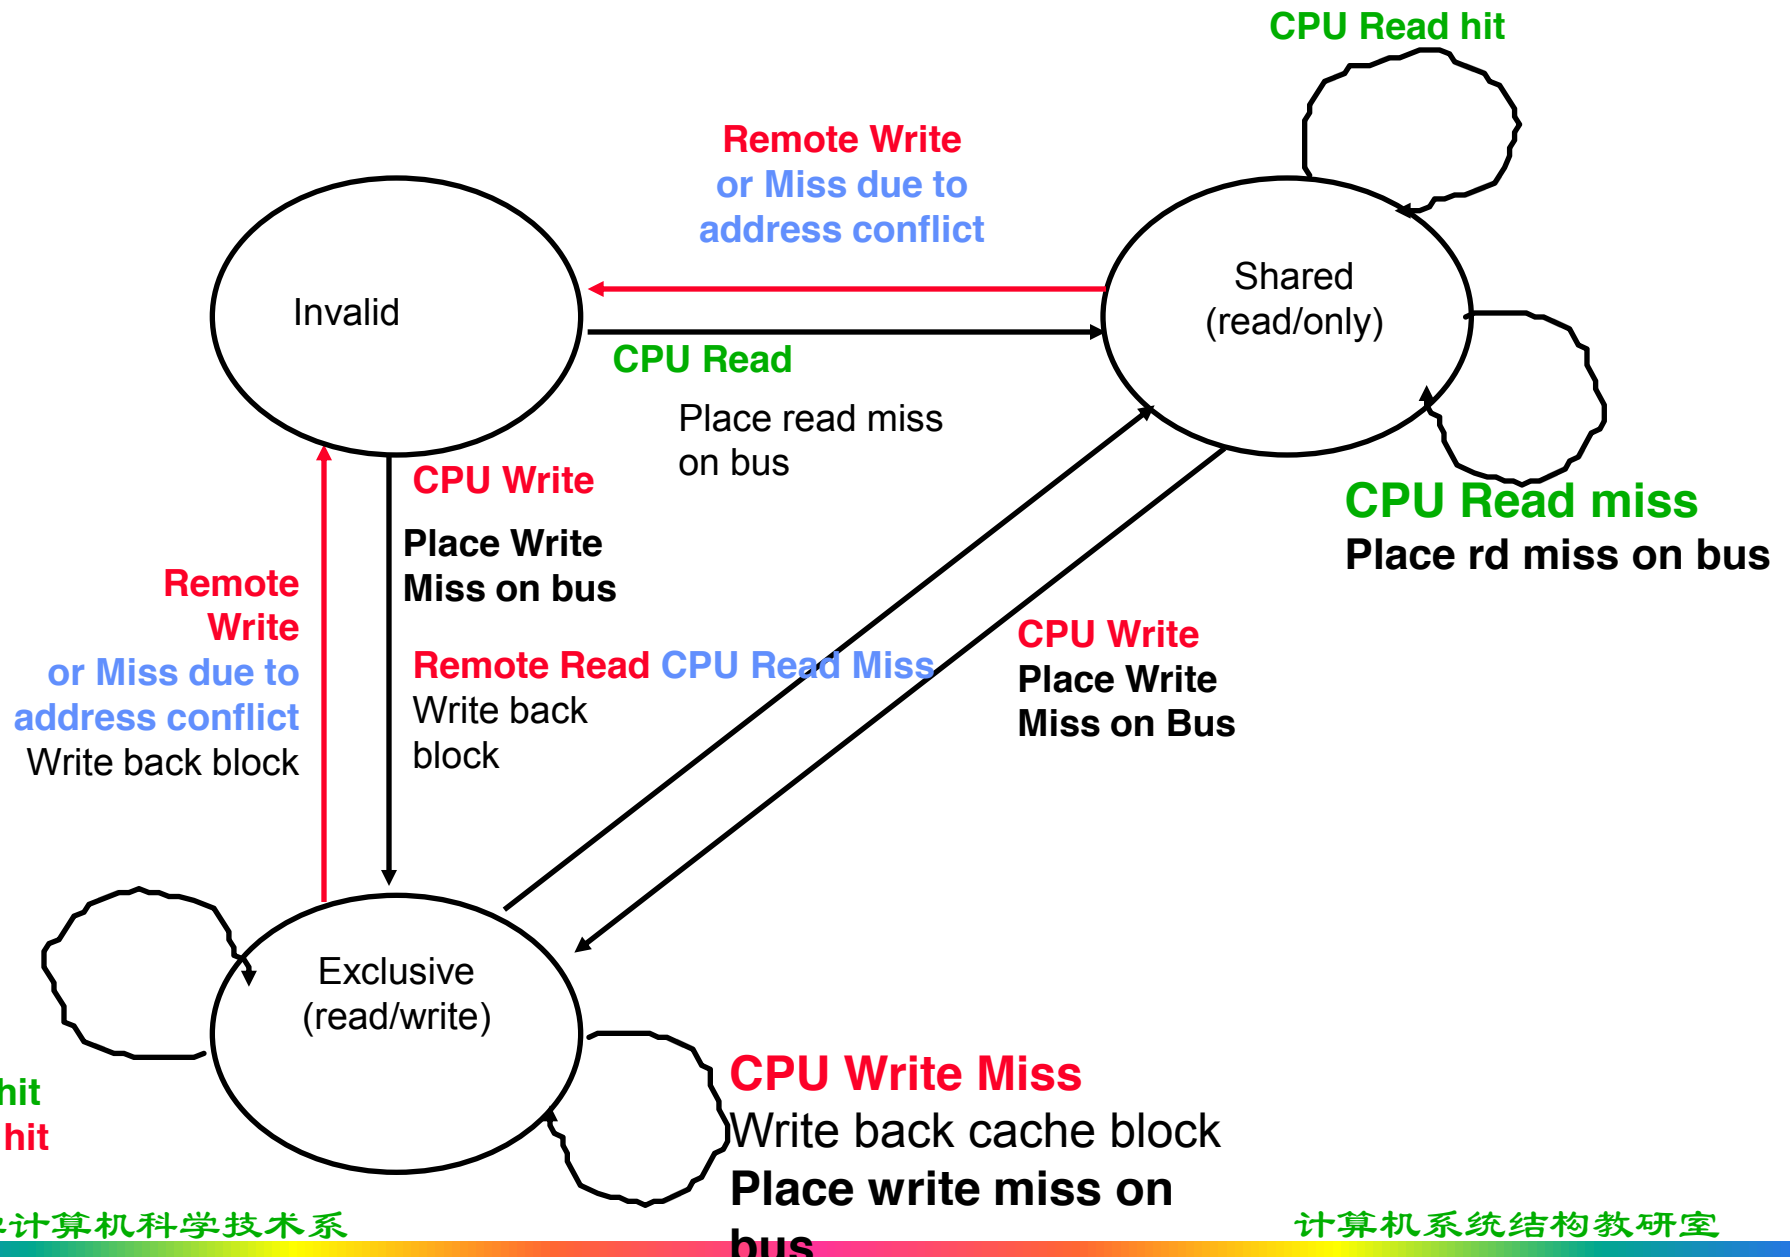 CPU Read hit
Remote Write
or Miss due to
address conflict
Invalid
Shared
(read/only)
CPU Read
Place read miss
on bus
CPU Write
Place Write
Miss on bus
CPU Read miss
Place rd miss on bus
Remote
Write
or Miss due to
address conflict
Write back block
Remote Read CPU Read Miss
Write back
block
CPU Write
Place Write
Miss on Bus
Exclusive
(read/write)
hit
hit
CPU Write Miss
Write back cache block
Place write miss on
bus
计算机科学技术系
计算机系统结构教研室